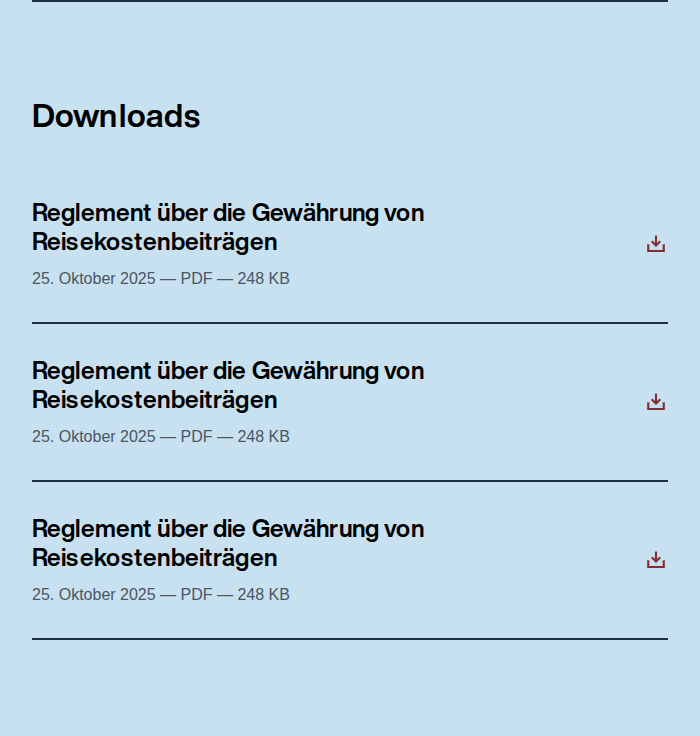 Downloads
Reglement über die Gewährung von
Reisekostenbeiträgen
25. Oktober 2025 — PDF — 248 KB
Reglement über die Gewährung von
Reisekostenbeiträgen
25. Oktober 2025 — PDF — 248 KB
Reglement über die Gewährung von
Reisekostenbeiträgen
25. Oktober 2025 — PDF — 248 KB